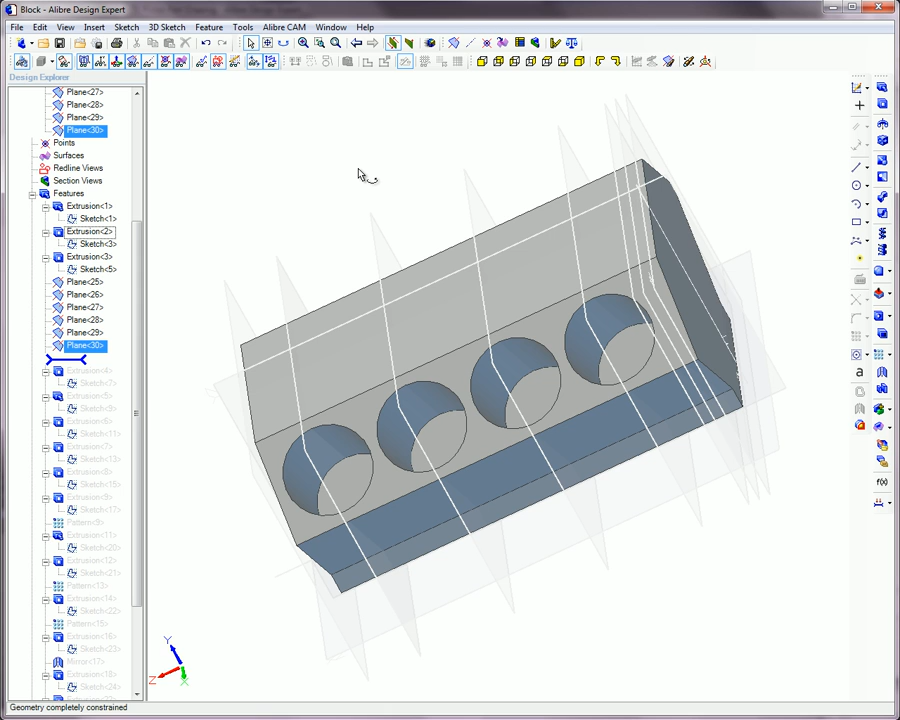 Block - Alibre Design Expert
File Edit View Insert Sketch 3D Sketch Feature Tools Alibre CAM Window Help
Design Explorer
Plane<27>
Plane<28>
Plane<29>
Plane<30>
Points
Surfaces
Redline Views
Section Views
Features
Extrusion<1>
Sketch<1>
Extrusion<2>
Sketch<3>
Extrusion<3>
Sketch<5>
Plane<25>
Plane<26>
Plane<27>
Plane<28>
Plane<29>
Plane<30>
Extrusion<4>
Sketch<7>
Extrusion<5>
Sketch<9>
Extrusion<6>
Sketch<11>
Extrusion<7>
Sketch<13>
Extrusion<8>
Sketch<15>
Extrusion<9>
Sketch<17>
Pattern<9>
Extrusion<11>
Sketch<20>
Extrusion<12>
Sketch<21>
Pattern<13>
Extrusion<14>
Sketch<22>
Pattern<15>
Extrusion<16>
Sketch<23>
Mirror<17>
Extrusion<18>
Sketch<24>
a
f(x)
Y
Z
X
Geometry completely constrained